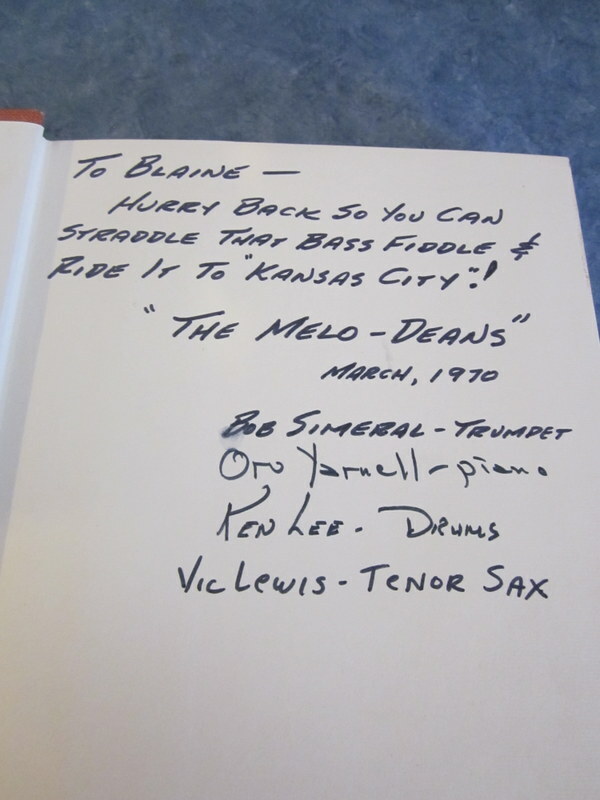 To Blaine —
Hurry Back So You Can
Straddle That Bass Fiddle &
Ride It To "Kansas City"!
"The Melo-Deans"
March, 1970
Bob Simeral - Trumpet
Orv Yarnell - piano
Ken Lee - Drums
Vic Lewis - Tenor Sax